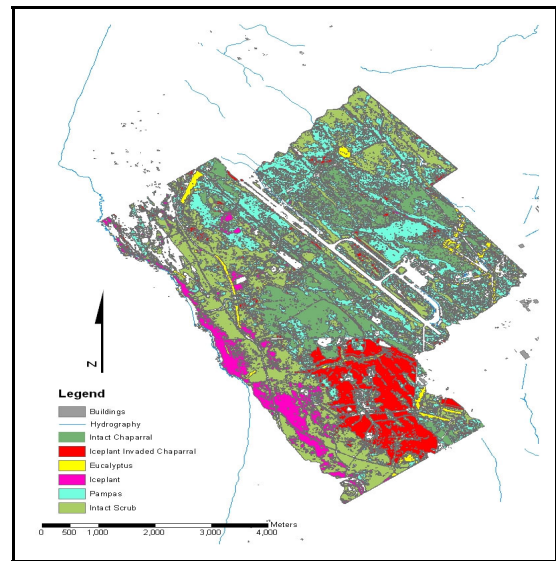 N
Legend
Buildings
Hydrography
Intact Chaparral
Iceplant Invaded Chaparral
Eucalyptus
Iceplant
Pampas
Intact Scrub
Meters
0 500 1,000 2,000 3,000 4,000